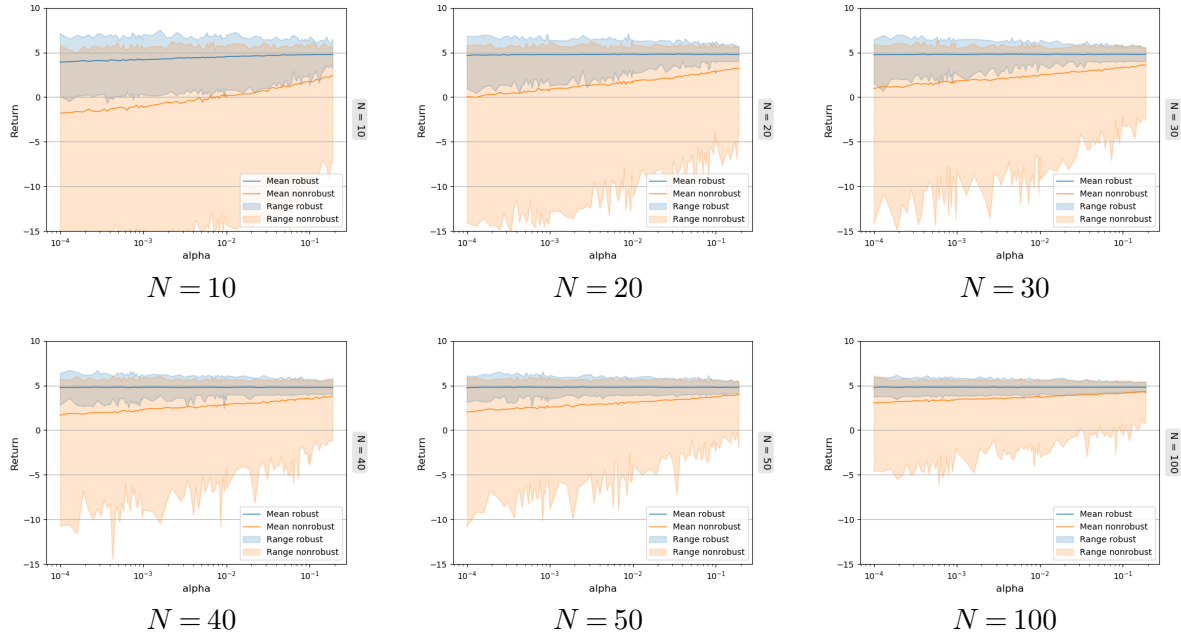 10
5
0
−5
−10
−15
Return
10⁻⁴
10⁻³
10⁻²
10⁻¹
alpha
Mean robust
Mean nonrobust
Range robust
Range nonrobust
N = 10
N = 10
10
5
0
−5
−10
−15
Return
10⁻⁴
10⁻³
10⁻²
10⁻¹
alpha
Mean robust
Mean nonrobust
Range robust
Range nonrobust
N = 20
N = 20
10
5
0
−5
−10
−15
Return
10⁻⁴
10⁻³
10⁻²
10⁻¹
alpha
Mean robust
Mean nonrobust
Range robust
Range nonrobust
N = 30
N = 30
10
5
0
−5
−10
−15
Return
10⁻⁴
10⁻³
10⁻²
10⁻¹
alpha
Mean robust
Mean nonrobust
Range robust
Range nonrobust
N = 40
N = 40
10
5
0
−5
−10
−15
Return
10⁻⁴
10⁻³
10⁻²
10⁻¹
alpha
Mean robust
Mean nonrobust
Range robust
Range nonrobust
N = 50
N = 50
10
5
0
−5
−10
−15
Return
10⁻⁴
10⁻³
10⁻²
10⁻¹
alpha
Mean robust
Mean nonrobust
Range robust
Range nonrobust
N = 100
N = 100